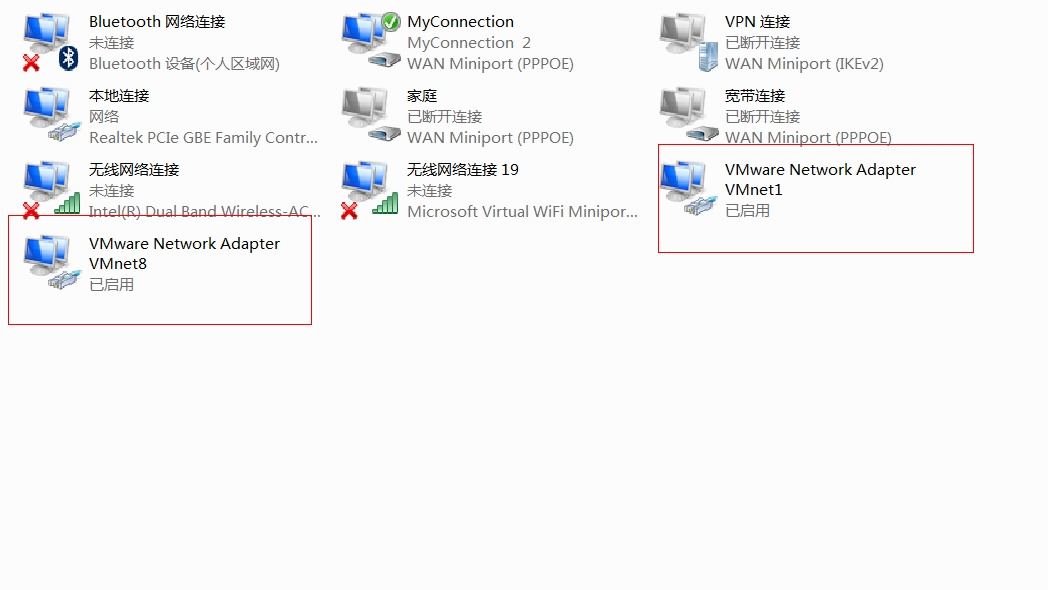 Bluetooth 网络连接
未连接
Bluetooth 设备(个人区域网)
MyConnection
MyConnection 2
WAN Miniport (PPPOE)
VPN 连接
已断开连接
WAN Miniport (IKEv2)
本地连接
网络
Realtek PCIe GBE Family Contr...
家庭
已断开连接
WAN Miniport (PPPOE)
宽带连接
已断开连接
WAN Miniport (PPPOE)
无线网络连接
未连接
Intel(R) Dual Band Wireless-AC...
无线网络连接 19
未连接
Microsoft Virtual WiFi Minipor...
VMware Network Adapter
VMnet1
已启用
VMware Network Adapter
VMnet8
已启用